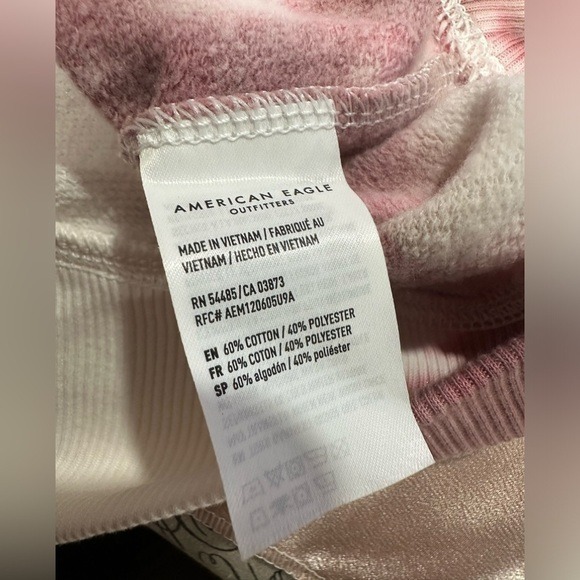 AMERICAN EAGLE
OUTFITTERS
MADE IN VIETNAM / FABRIQUÉ AU
VIETNAM / HECHO EN VIETNAM
RN 54485 / CA 03873
RFC# AEM120605U9A
EN 60% COTTON / 40% POLYESTER
FR 60% COTON / 40% POLYESTER
SP 60% algodón / 40% poliéster